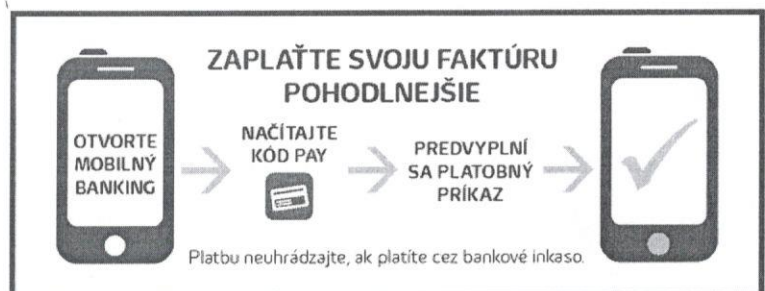 ZAPLAŤTE SVOJU FAKTÚRU
POHODLNEJŠIE
OTVORTE
MOBILNÝ
BANKING
NAČÍTAJTE
KÓD PAY
PREDVYPLNÍ
SA PLATOBNÝ
PRÍKAZ
Platbu neuhrádzajte, ak platíte cez bankové inkaso.